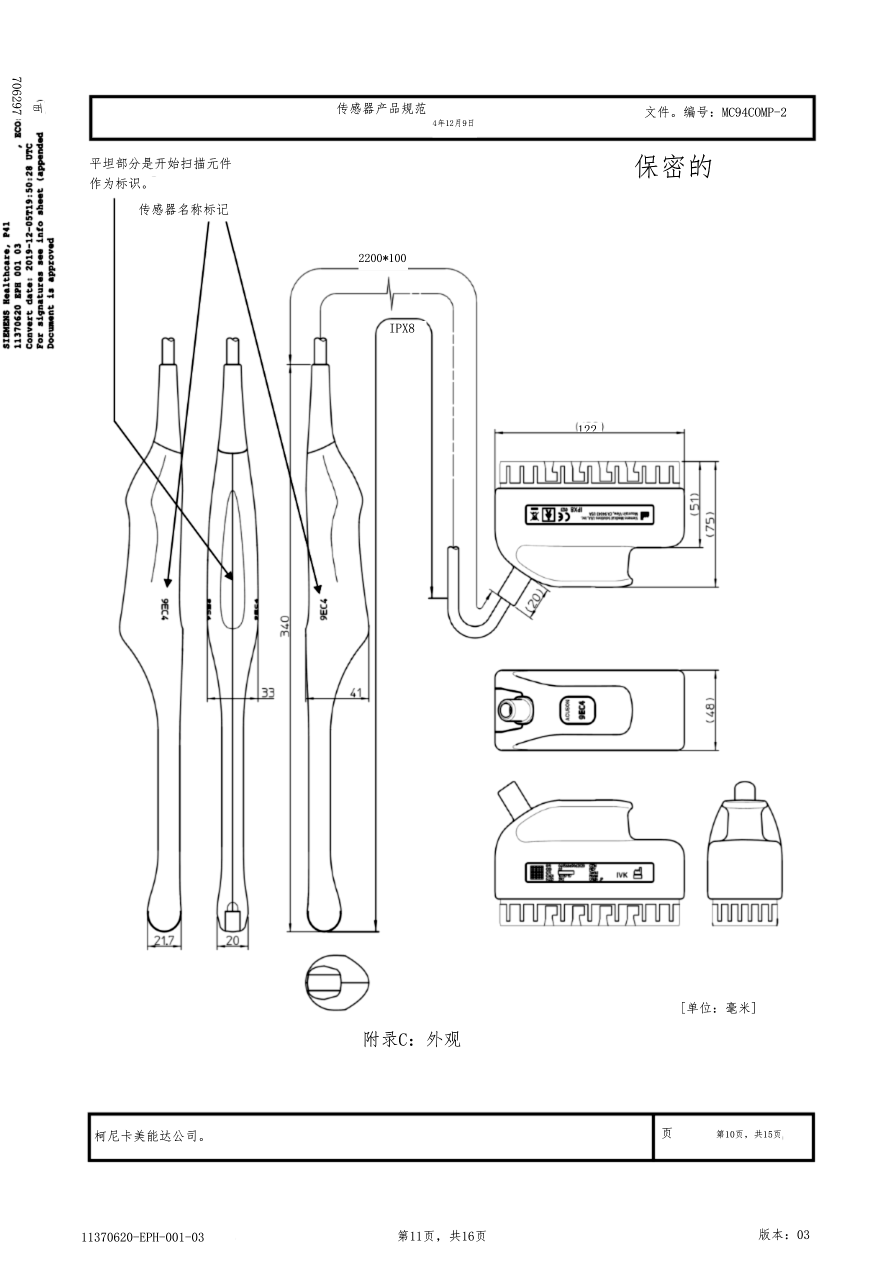 传感器产品规范
4年12月9日
文件。编号：MC94COMP-2
保密的
平坦部分是开始扫描元件
作为标识。
传感器名称标记
SIEMENS Healthcare, P41
11370620 EPH 001 03
Convert date: 2019-12-05T19:50:28 UTC
For signatures see info sheet (appended
Document is approved
, ECO:
706297
2200*100
IPX8
(51)
(75)
(20)
9EC4
9EC4
340
33
41
(48)
ACUSON
9EC4
IPX8
IVK
21.7
20
[单位：毫米]
附录C：外观
柯尼卡美能达公司。
页
第10页，共15页
11370620-EPH-001-03
第11页，共16页
版本：03